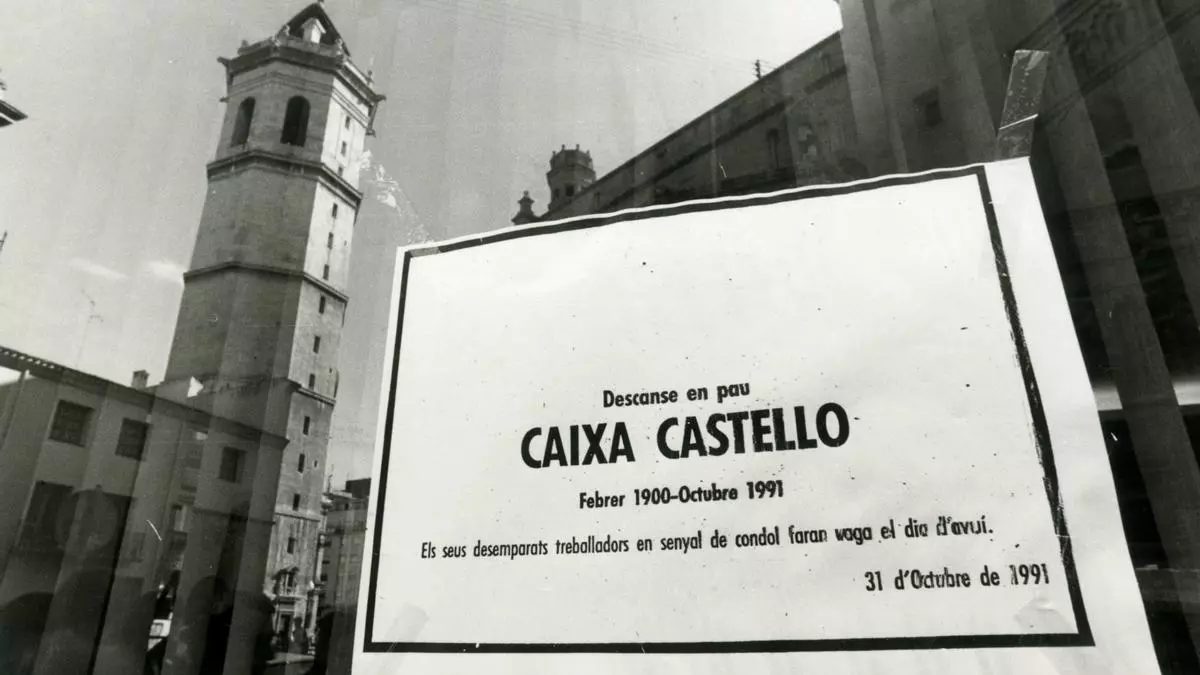 Descanse en pau
CAIXA CASTELLO
Febrer 1900-Octubre 1991
Els seus desemparats treballadors en senyal de condol faran vaga el dia d'avui.
31 d'Octubre de 1991